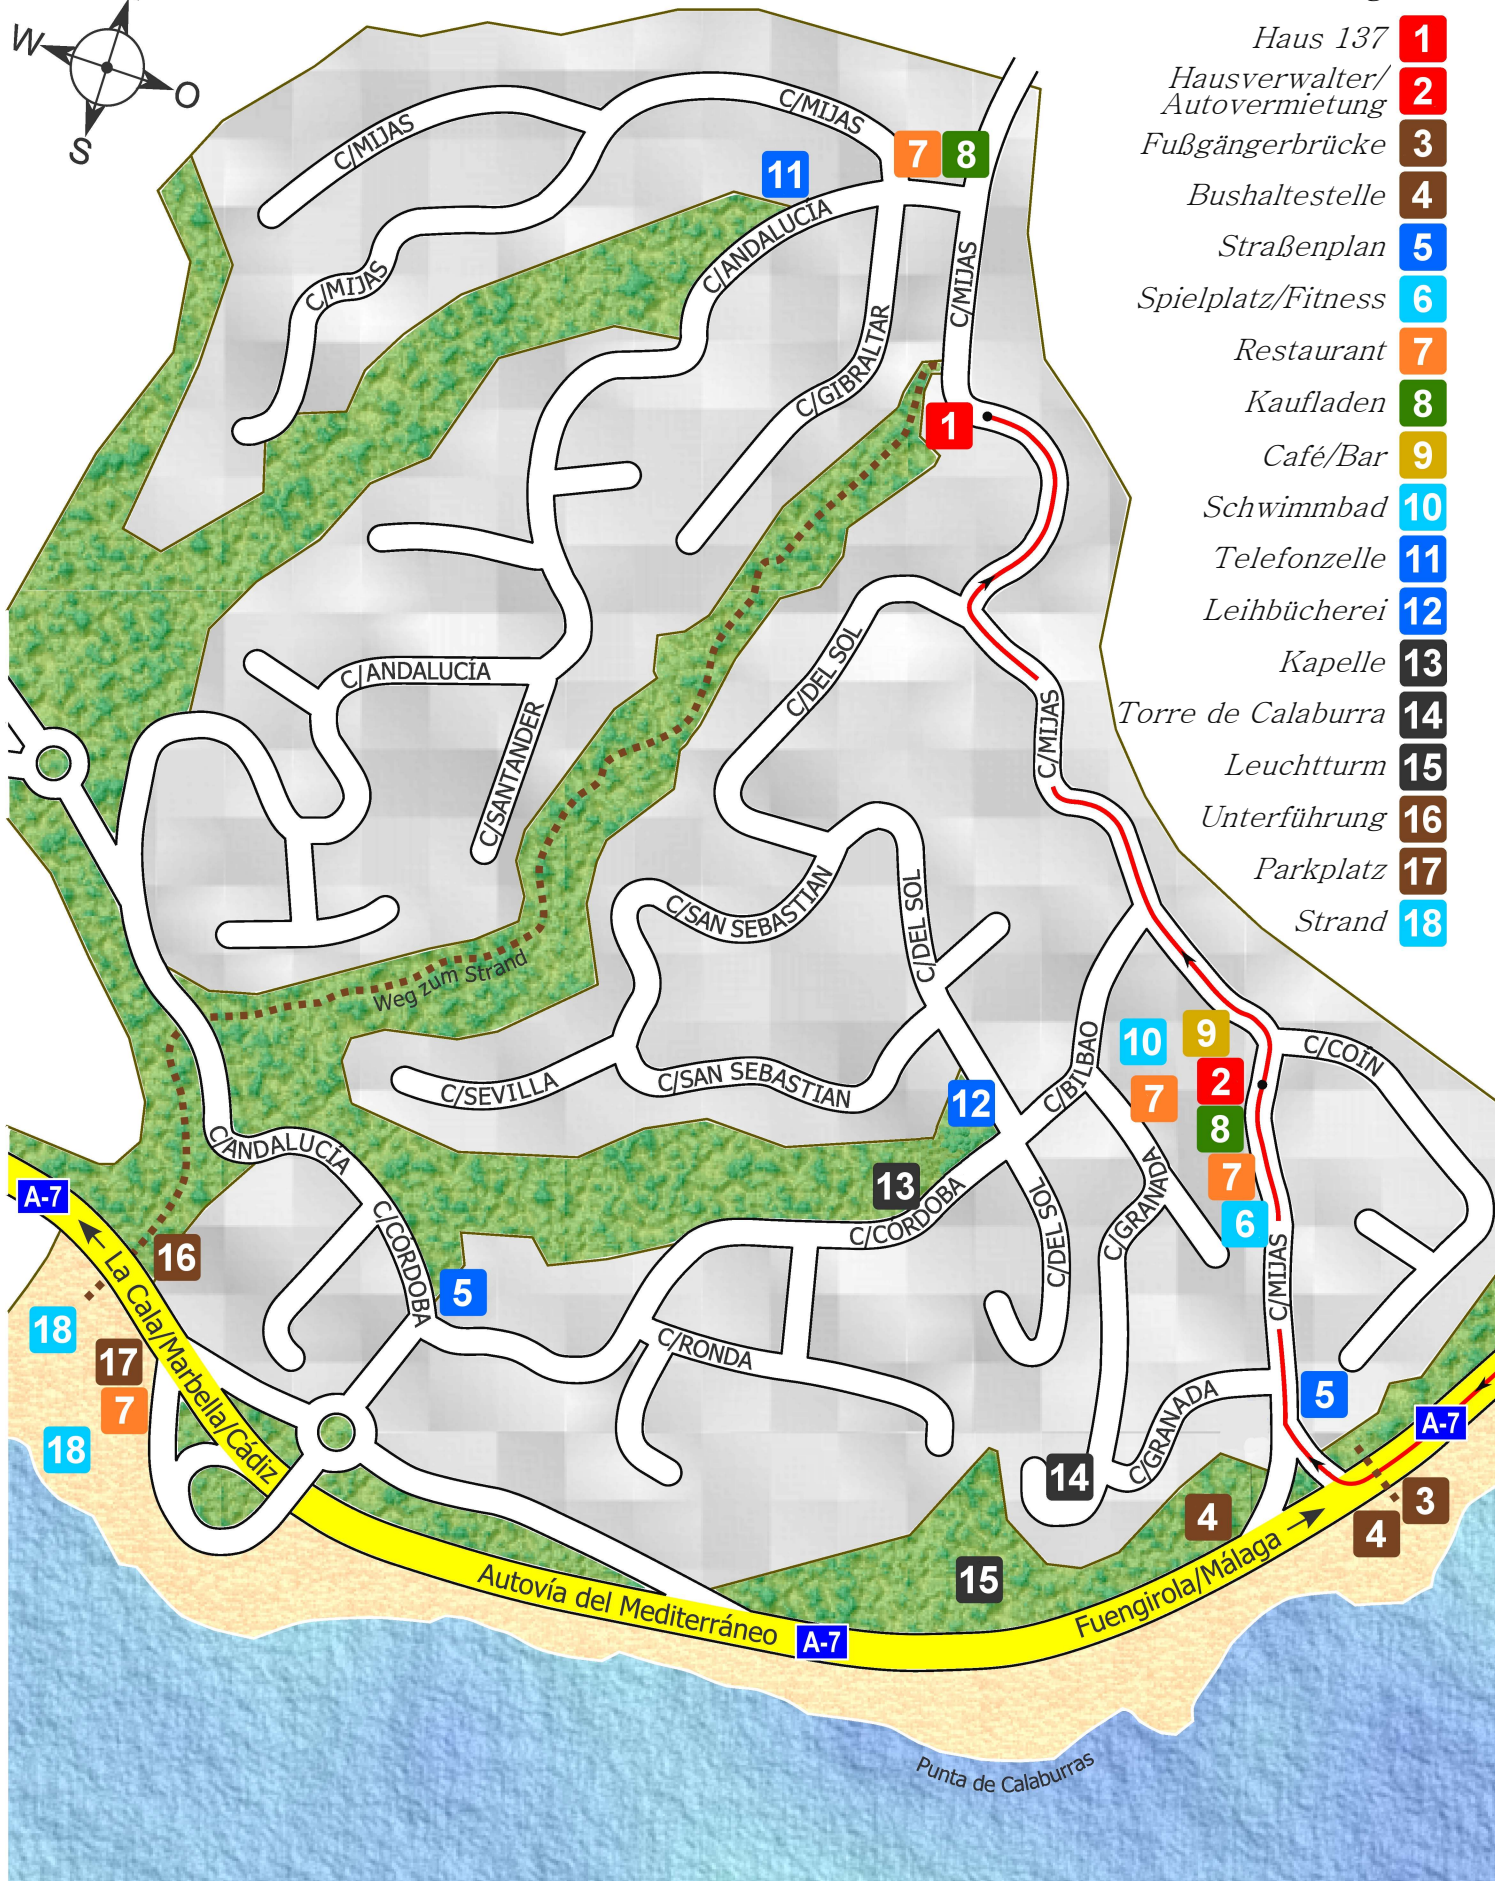 W
O
S
Haus 137 1
Hausverwalter/
Autovermietung 2
Fußgängerbrücke 3
Bushaltestelle 4
Straßenplan 5
Spielplatz/Fitness 6
Restaurant 7
Kaufladen 8
Café/Bar 9
Schwimmbad 10
Telefonzelle 11
Leihbücherei 12
Kapelle 13
Torre de Calaburra 14
Leuchtturm 15
Unterführung 16
Parkplatz 17
Strand 18
C/MIJAS
C/MIJAS
7 8
11
C/ANDALUCÍA
C/MIJAS
C/MIJAS
C/GIBRALTAR
1
C/DEL SOL
C/ANDALUCÍA
C/SANTANDER
C/MIJAS
C/SAN SEBASTIAN
C/DEL SOL
Weg zum Strand
C/BILBAO
10
9
C/COÍN
C/SEVILLA
C/SAN SEBASTIAN
2
7
12
8
C/ANDALUCÍA
13
C/GRANADA
7
A-7
C/CÓRDOBA
C/CÓRDOBA
C/DEL SOL
6
16
5
C/MIJAS
La Cala/Marbella/Cádiz
18
17
C/RONDA
7
C/GRANADA
5
A-7
18
14
3
4
4
15
Autovía del Mediterráneo
A-7
Fuengirola/Málaga
Punta de Calaburras